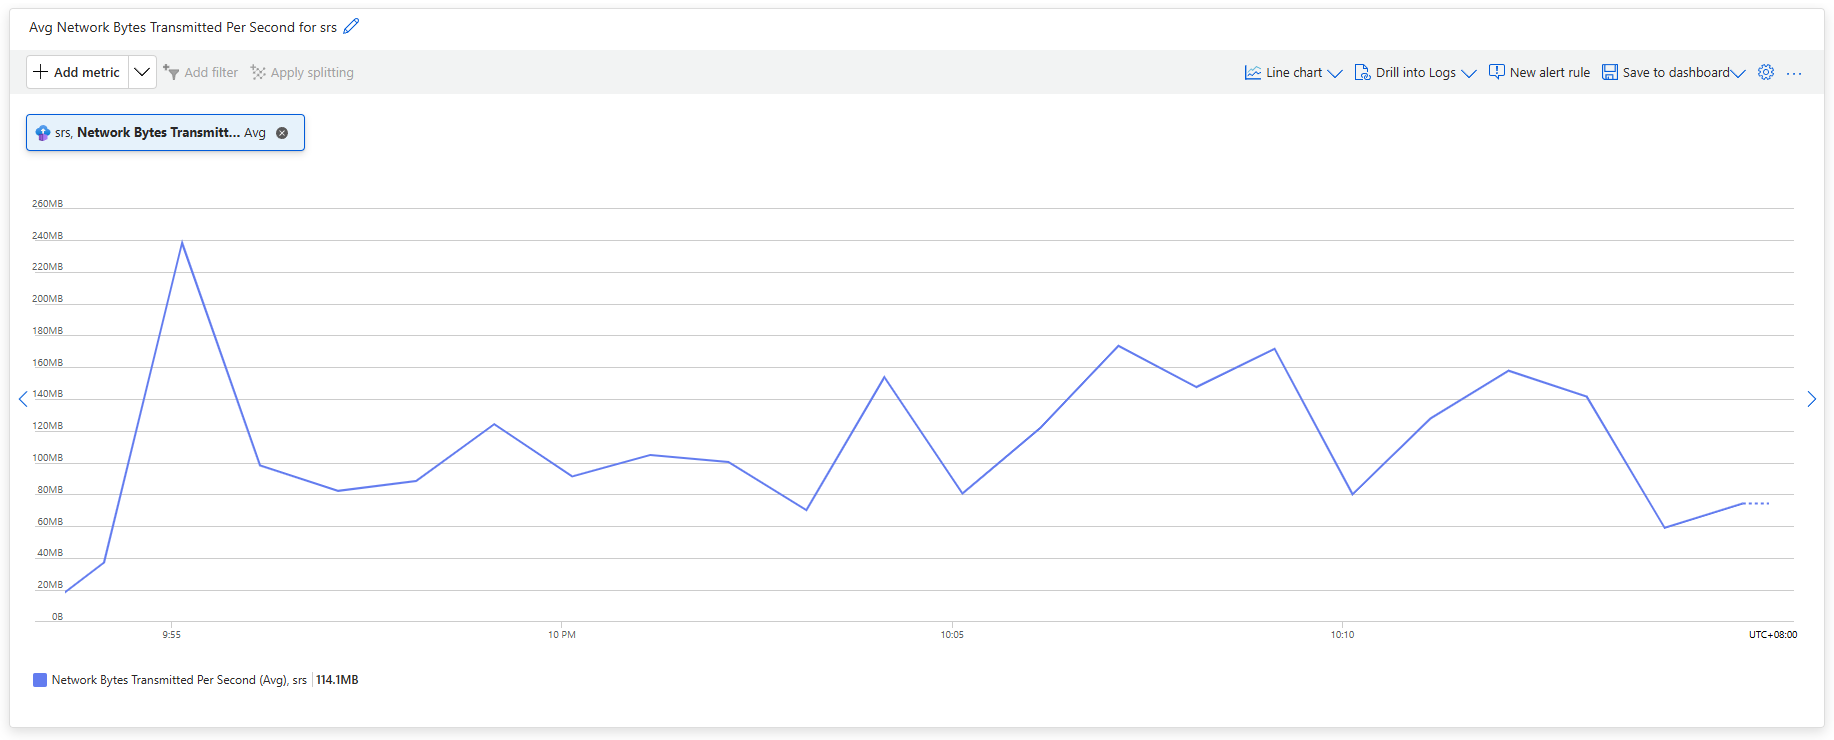 Avg Network Bytes Transmitted Per Second for srs
Add metric Add filter Apply splitting Line chart Drill into Logs New alert rule Save to dashboard ...
srs, Network Bytes Transmitt... Avg
260MB
240MB
220MB
200MB
180MB
160MB
140MB
120MB
100MB
80MB
60MB
40MB
20MB
0B
9:55 10 PM 10:05 10:10 UTC+08:00
Network Bytes Transmitted Per Second (Avg), srs 114.1MB